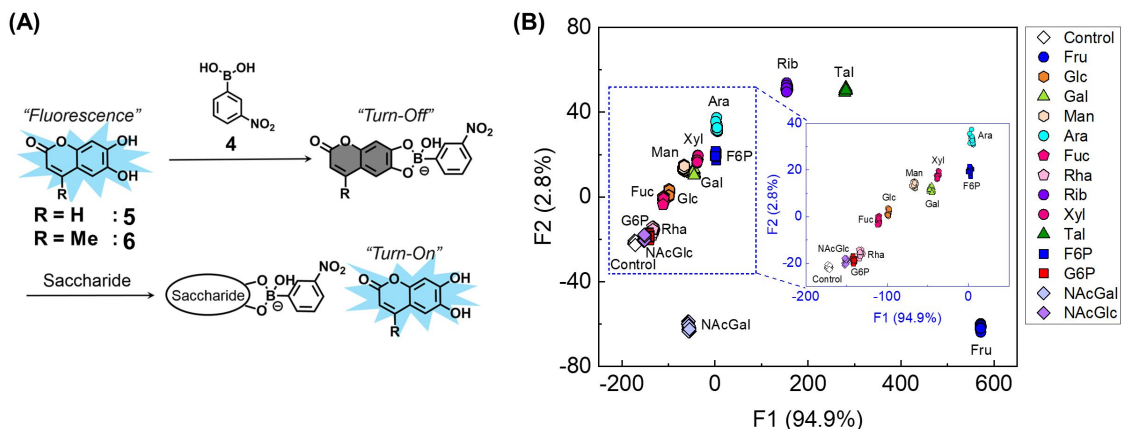 (A)
HO OH
B
NO₂
4
"Fluorescence"
"Turn-Off"
O O OH
OH
R
O O O OH
B
O
⊖
NO₂
R
R = H : 5
R = Me : 6
"Turn-On"
Saccharide
Saccharide
O OH
B
O
⊖
NO₂
O O OH
OH
R
(B)
80
40
0
-40
-80
F2 (2.8%)
-200 0 200 400 600
F1 (94.9%)
Rib
Tal
Ara
Xyl
Man
F6P
Gal
Fuc
Glc
G6P
Rha
NAcGlc
Control
NAcGal
Fru
40
20
0
-20
F2 (2.8%)
-200 -100 0
F1 (94.9%)
Ara
Xyl
Man
F6P
Gal
Glc
Fuc
NAcGlc
Rha
G6P
Control
Control
Fru
Glc
Gal
Man
Ara
Fuc
Rha
Rib
Xyl
Tal
F6P
G6P
NAcGal
NAcGlc